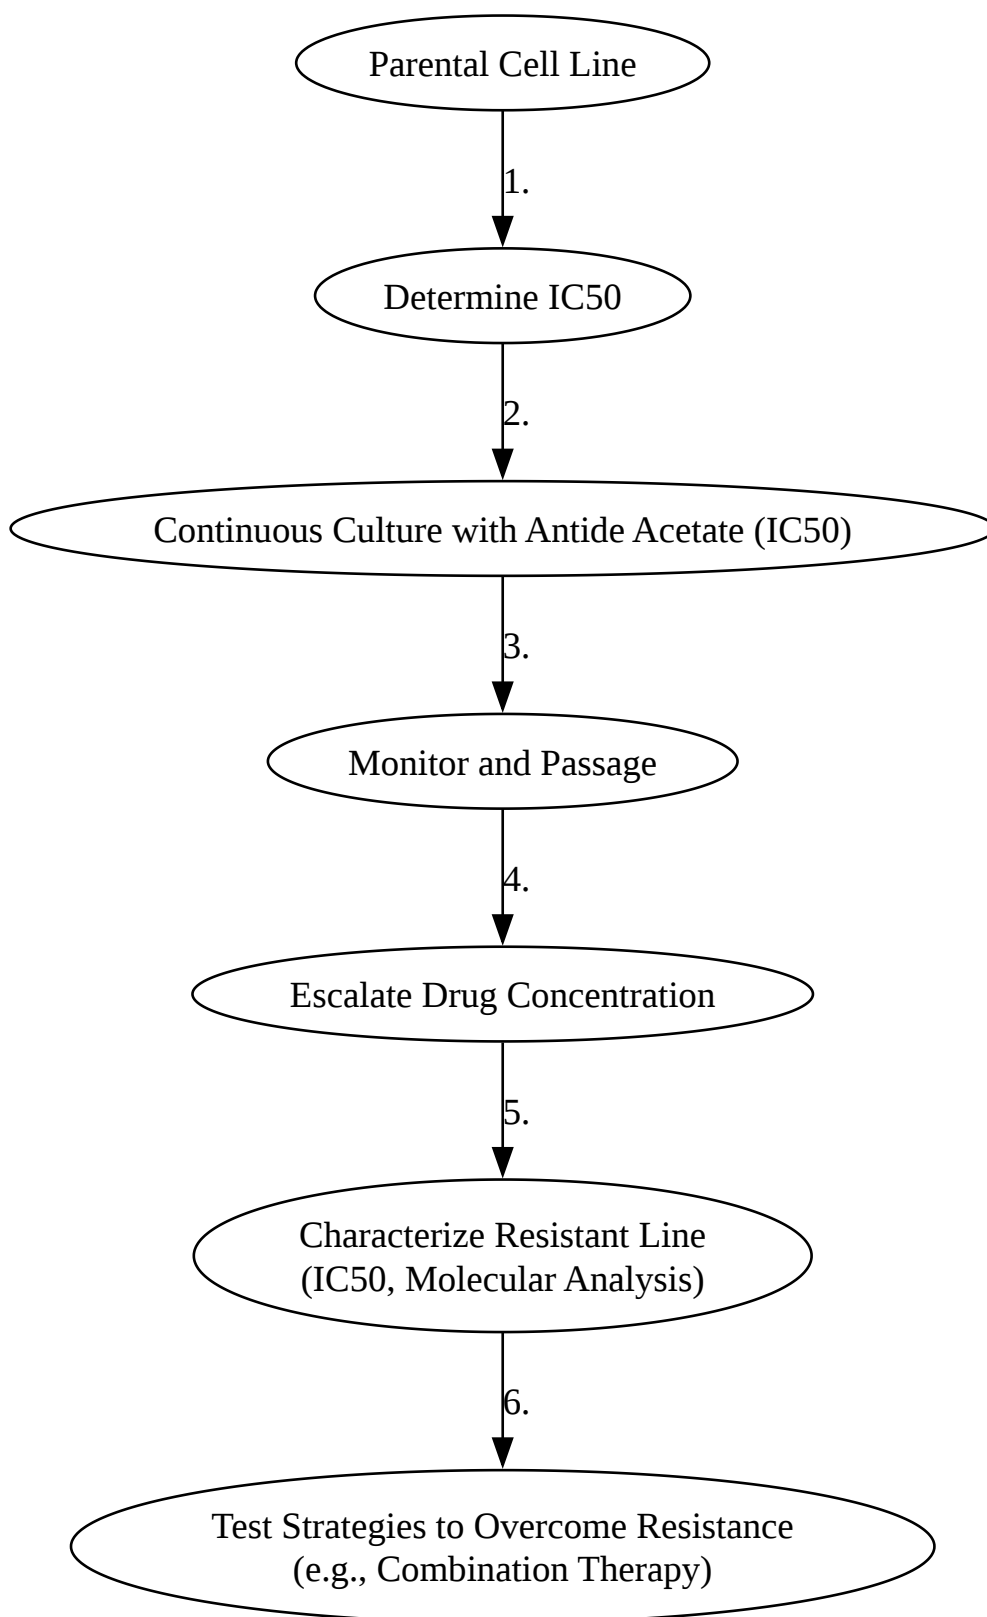 Parental Cell Line
1.
Determine IC50
2.
Continuous Culture with Antide Acetate (IC50)
3.
Monitor and Passage
4.
Escalate Drug Concentration
5.
Characterize Resistant Line
(IC50, Molecular Analysis)
6.
Test Strategies to Overcome Resistance
(e.g., Combination Therapy)